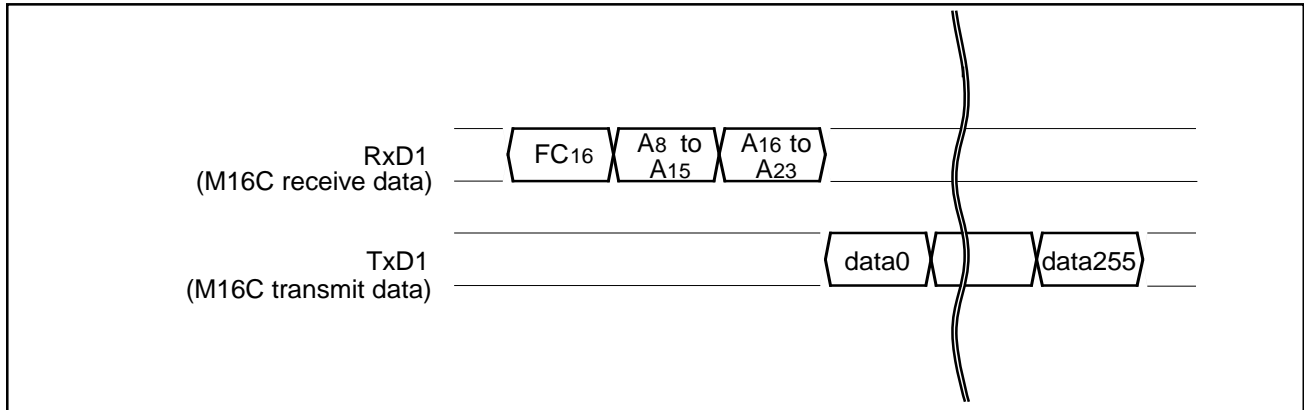 RxD1
(M16C receive data)
FC16
A8 to
A15
A16 to
A23
TxD1
(M16C transmit data)
data0
data255